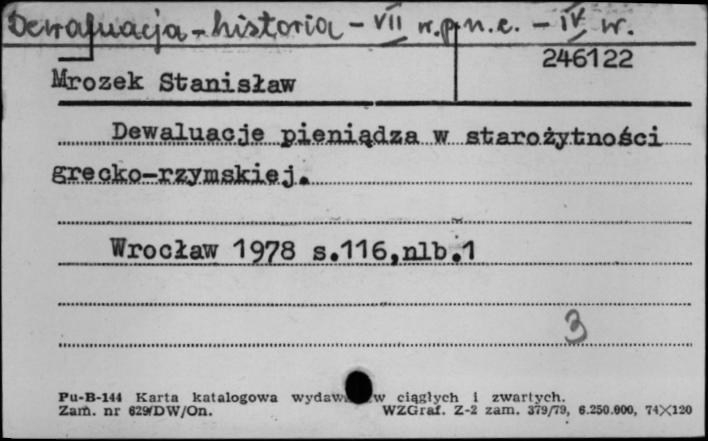 Dewaluacja - historia - VII w.p.n.e. - IV w.
246122
Mrozek Stanisław
Dewaluacje pieniądza w starożytności
grecko-rzymskiej.
Wrocław 1978 s.116,nlb.1
3
Pu-B-144 Karta katalogowa wydaw w ciągłych i zwartych.
Zam. nr 629/DW/On. WZGraf. Z-2 zam. 379/79, 6.250.000, 74×120